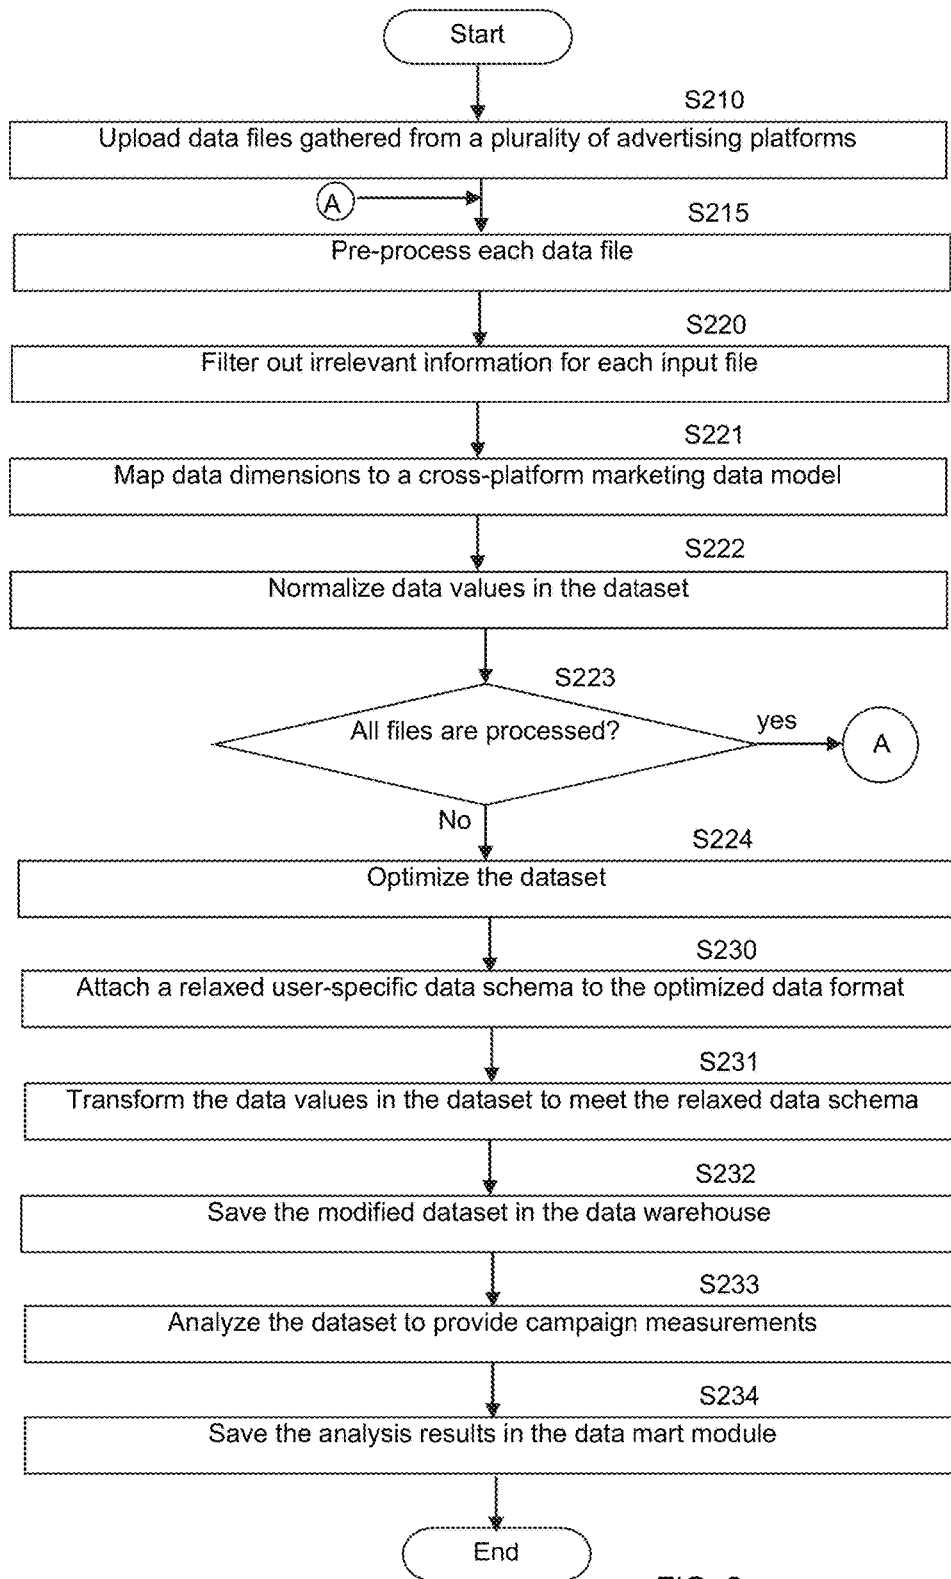 Start
S210
Upload data files gathered from a plurality of advertising platforms
A
S215
Pre-process each data file
S220
Filter out irrelevant information for each input file
S221
Map data dimensions to a cross-platform marketing data model
S222
Normalize data values in the dataset
S223
All files are processed?
yes
A
No
S224
Optimize the dataset
S230
Attach a relaxed user-specific data schema to the optimized data format
S231
Transform the data values in the dataset to meet the relaxed data schema
S232
Save the modified dataset in the data warehouse
S233
Analyze the dataset to provide campaign measurements
S234
Save the analysis results in the data mart module
End